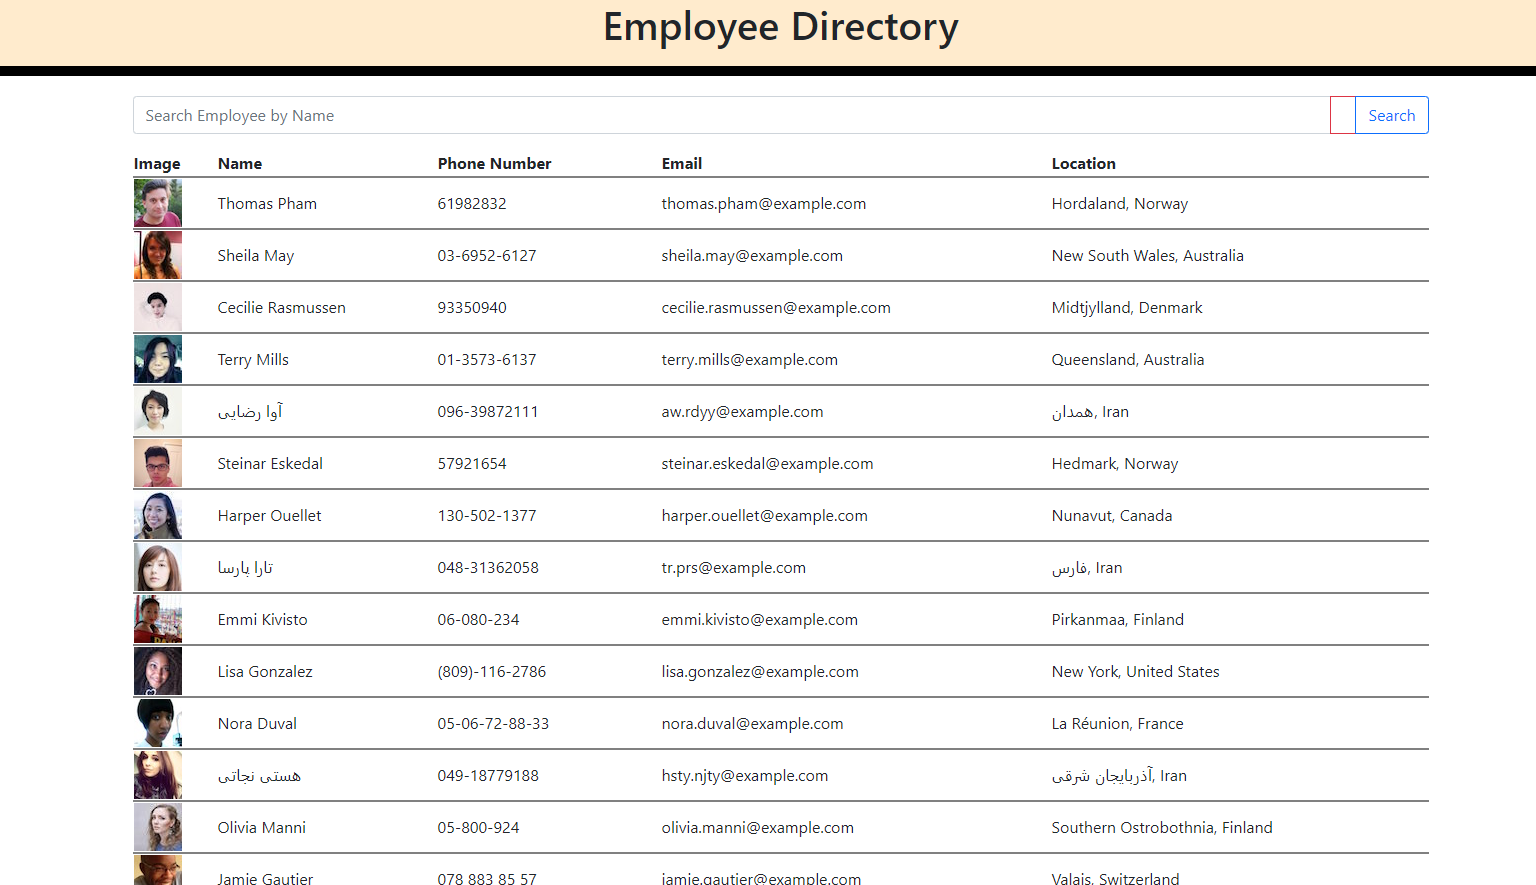 Employee Directory
Search Employee by Name Search
Image Name Phone Number Email Location
Thomas Pham 61982832 thomas.pham@example.com Hordaland, Norway
Sheila May 03-6952-6127 sheila.may@example.com New South Wales, Australia
Cecilie Rasmussen 93350940 cecilie.rasmussen@example.com Midtjylland, Denmark
Terry Mills 01-3573-6137 terry.mills@example.com Queensland, Australia
آوا رضایی 096-39872111 aw.rdyy@example.com همدان, Iran
Steinar Eskedal 57921654 steinar.eskedal@example.com Hedmark, Norway
Harper Ouellet 130-502-1377 harper.ouellet@example.com Nunavut, Canada
تارا پارسا 048-31362058 tr.prs@example.com فارس, Iran
Emmi Kivisto 06-080-234 emmi.kivisto@example.com Pirkanmaa, Finland
Lisa Gonzalez (809)-116-2786 lisa.gonzalez@example.com New York, United States
Nora Duval 05-06-72-88-33 nora.duval@example.com La Réunion, France
هستی نجاتی 049-18779188 hsty.njty@example.com آذربایجان شرقی, Iran
Olivia Manni 05-800-924 olivia.manni@example.com Southern Ostrobothnia, Finland
Jamie Gautier 078 883 85 57 jamie.gautier@example.com Valais, Switzerland